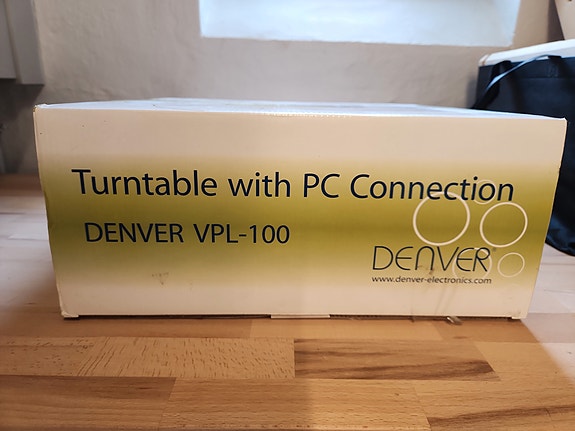 Turntable with PC Connection
DENVER VPL-100
DENVER
www.denver-electronics.com